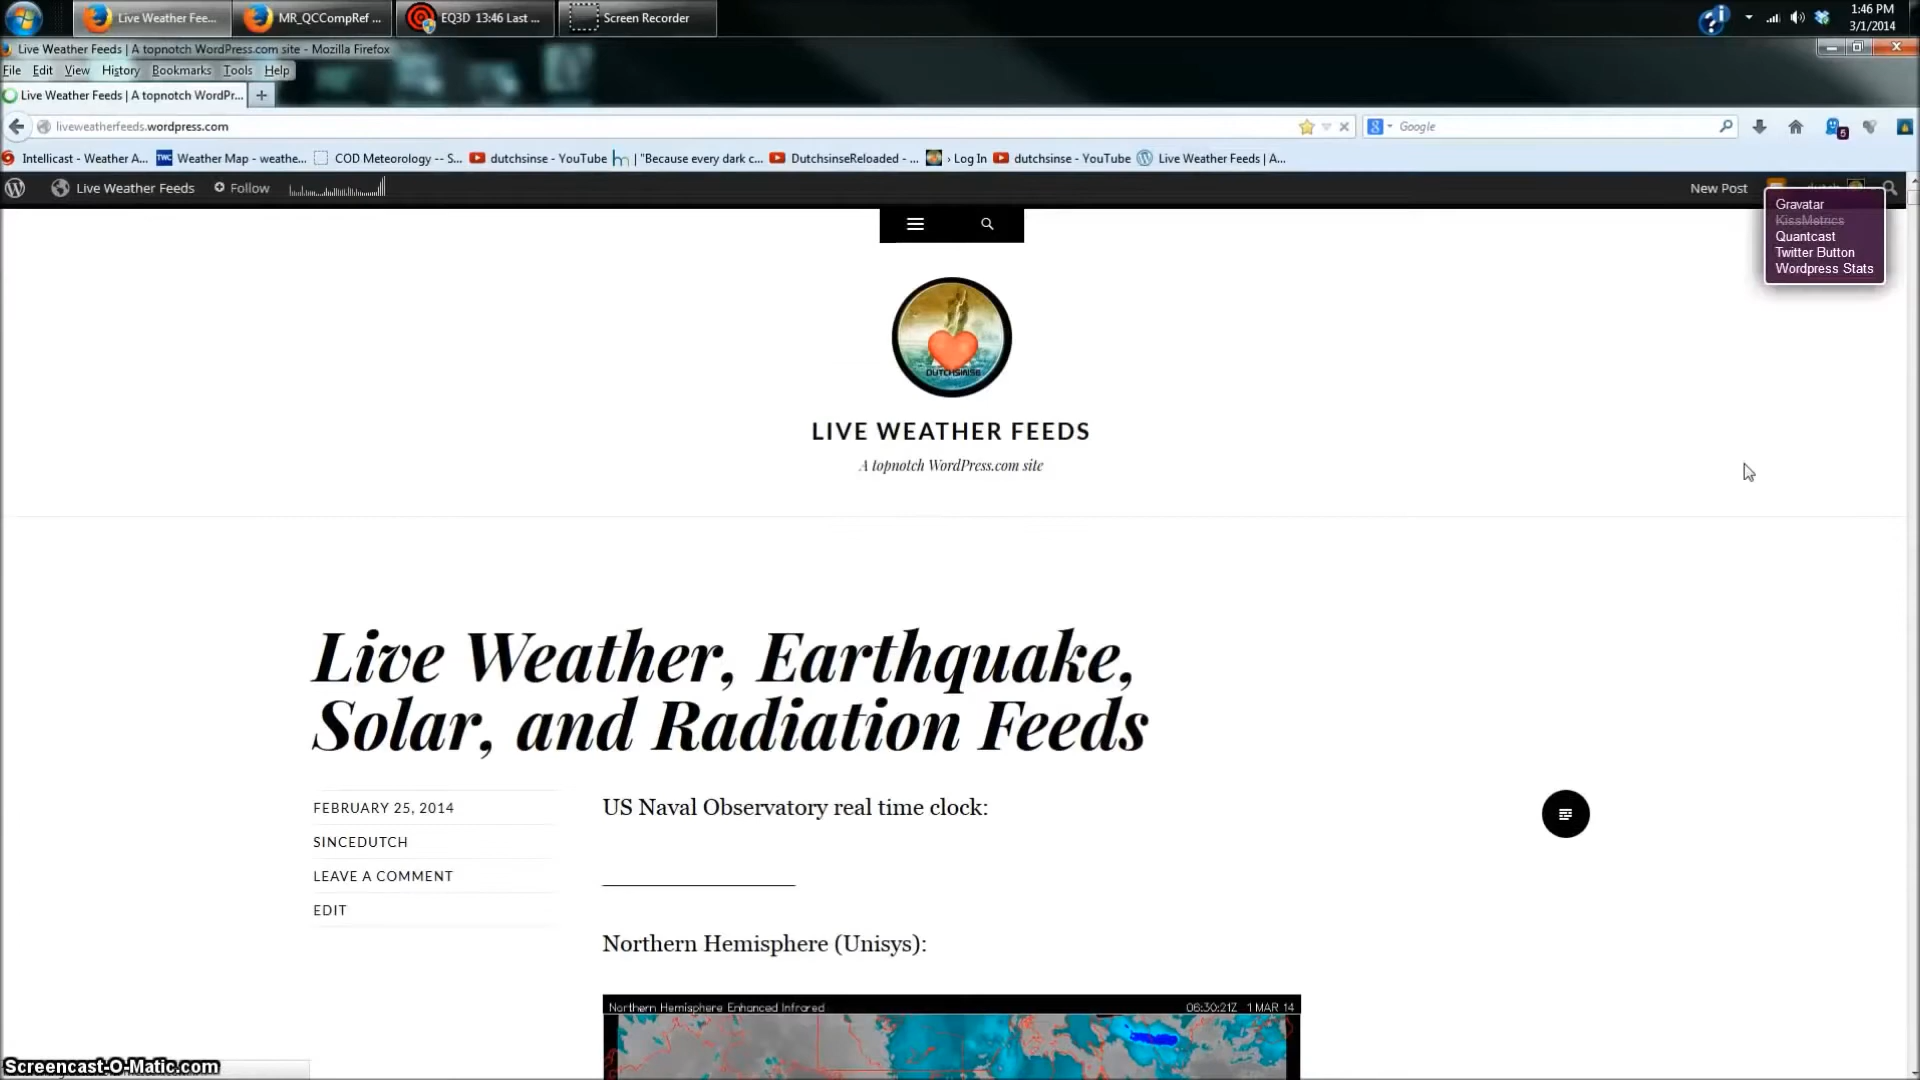 Live Weather Fee...
MR_QCCompRef ...
EQ3D 13:46 Last ...
Screen Recorder
1:46 PM
3/1/2014
Live Weather Feeds | A topnotch WordPress.com site - Mozilla Firefox
File Edit View History Bookmarks Tools Help
Live Weather Feeds | A topnotch WordPr...
liveweatherfeeds.wordpress.com
Google
5
Intellicast - Weather A...
Weather Map - weathe...
COD Meteorology -- S...
dutchsinse - YouTube
| "Because every dark c...
DutchsinseReloaded - ...
› Log In
dutchsinse - YouTube
Live Weather Feeds | A...
Live Weather Feeds
Follow
New Post
Gravatar
KissMetrics
Quantcast
Twitter Button
Wordpress Stats
DUTCHSINSE
LIVE WEATHER FEEDS
A topnotch WordPress.com site
Live Weather, Earthquake,
Solar, and Radiation Feeds
FEBRUARY 25, 2014
SINCEDUTCH
LEAVE A COMMENT
EDIT
US Naval Observatory real time clock:
Northern Hemisphere (Unisys):
Northern Hemisphere Enhanced Infrared
06:30:21Z 1 MAR 14
Screencast-O-Matic.com